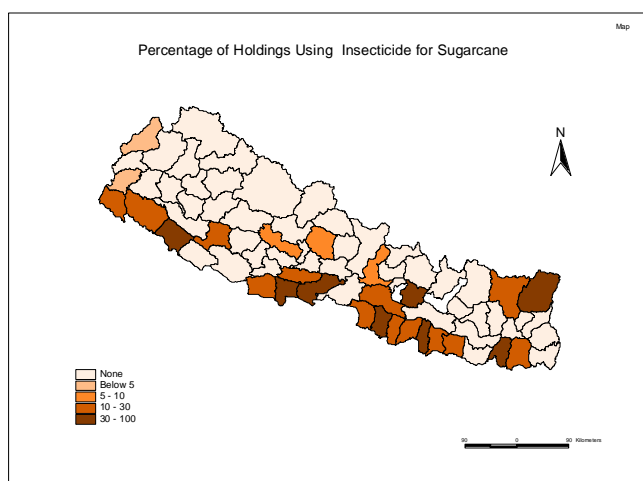 Map
Percentage of Holdings Using Insecticide for Sugarcane
N
None
Below 5
5 - 10
10 - 30
30 - 100
90 0 90 Kilometers